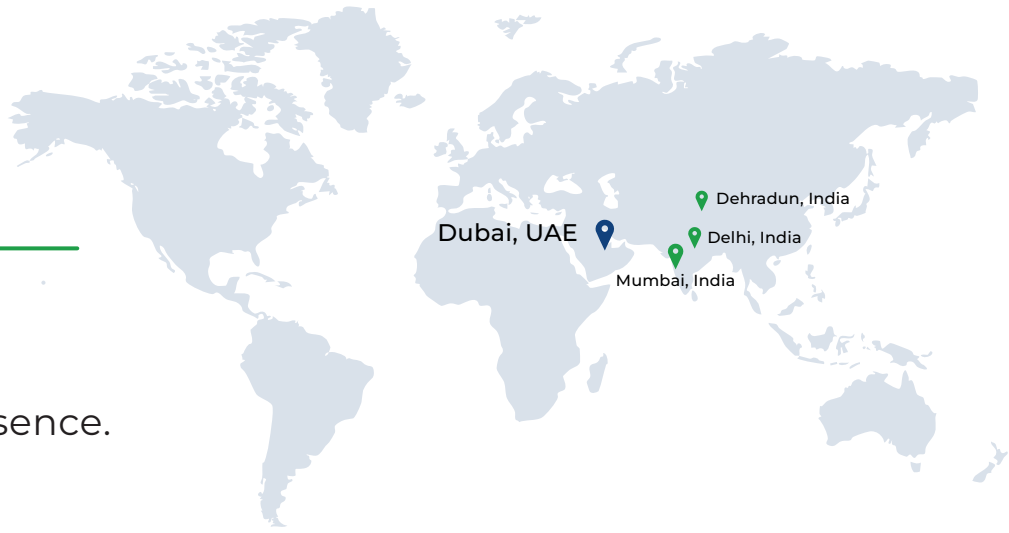 Dehradun, India
Dubai, UAE
Delhi, India
Mumbai, India
sence.